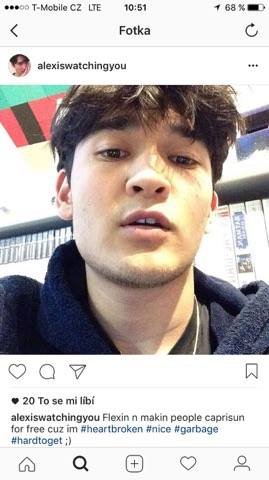 T-Mobile CZ LTE 10:51 68 %
Fotka
alexiswatchingyou
20 To se mi líbí
alexiswatchingyou Flexin n makin people caprisun
for free cuz im #heartbroken #nice #garbage
#hardtoget ;)